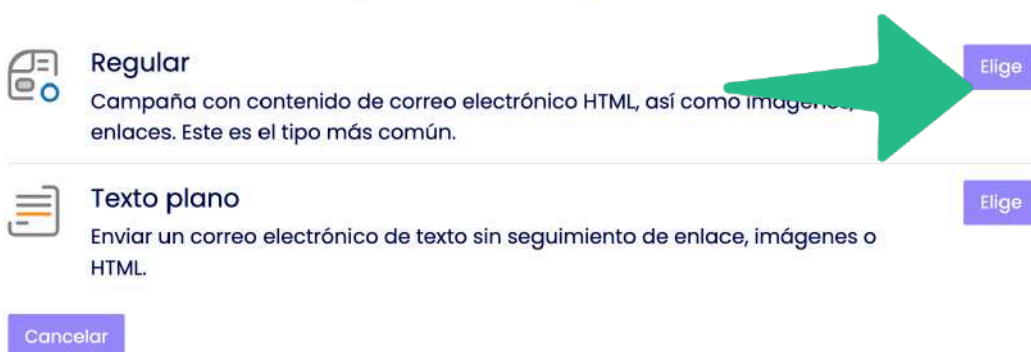 Regular
Elige
Campaña con contenido de correo electrónico HTML, así como imágenes,
enlaces. Este es el tipo más común.
Texto plano
Elige
Enviar un correo electrónico de texto sin seguimiento de enlace, imágenes o
HTML.
Cancelar